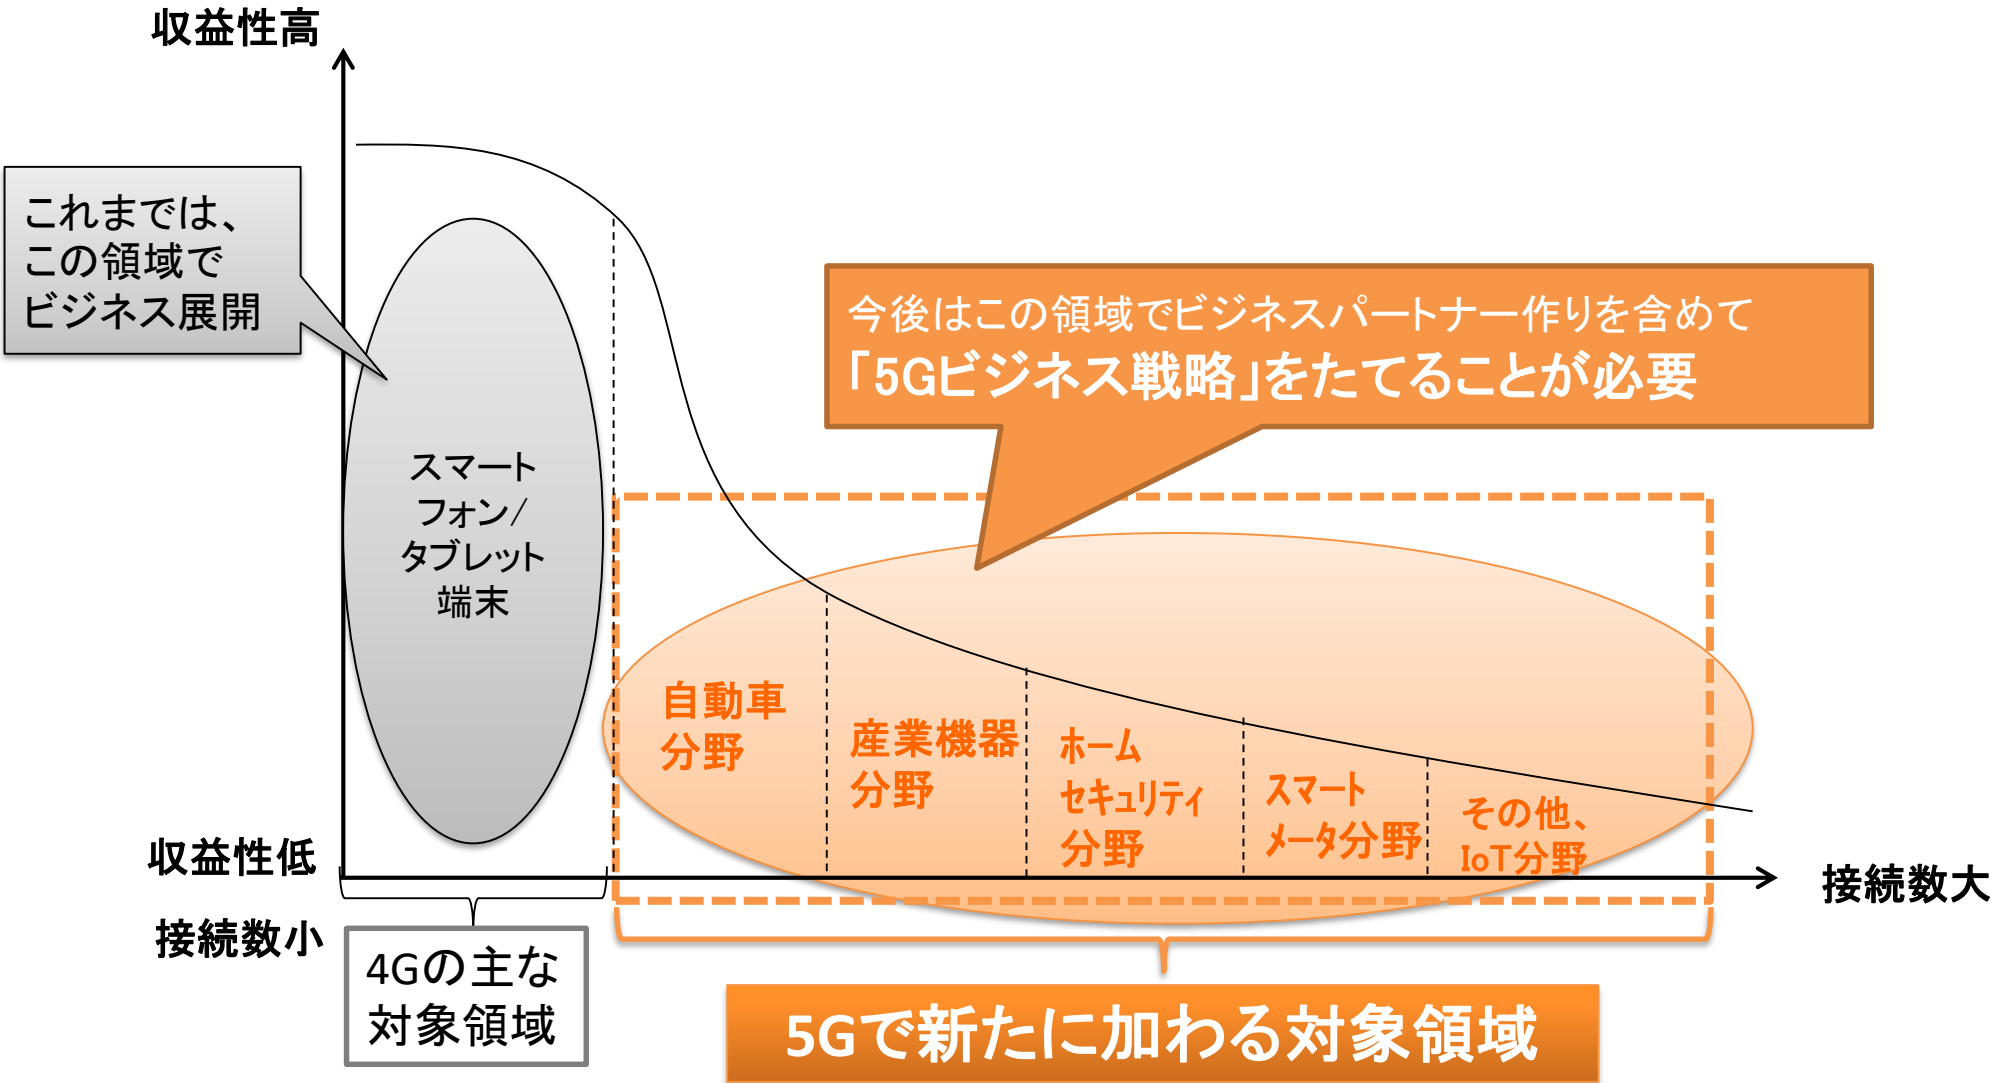 収益性高
これまでは、
この領域で
ビジネス展開
今後はこの領域でビジネスパートナー作りを含めて
「5Gビジネス戦略」をたてることが必要
スマート
フォン/
タブレット
端末
自動車
分野
産業機器
分野
ホーム
セキュリティ
分野
スマート
メータ分野
その他、
IoT分野
収益性低
接続数大
接続数小
4Gの主な
対象領域
5Gで新たに加わる対象領域